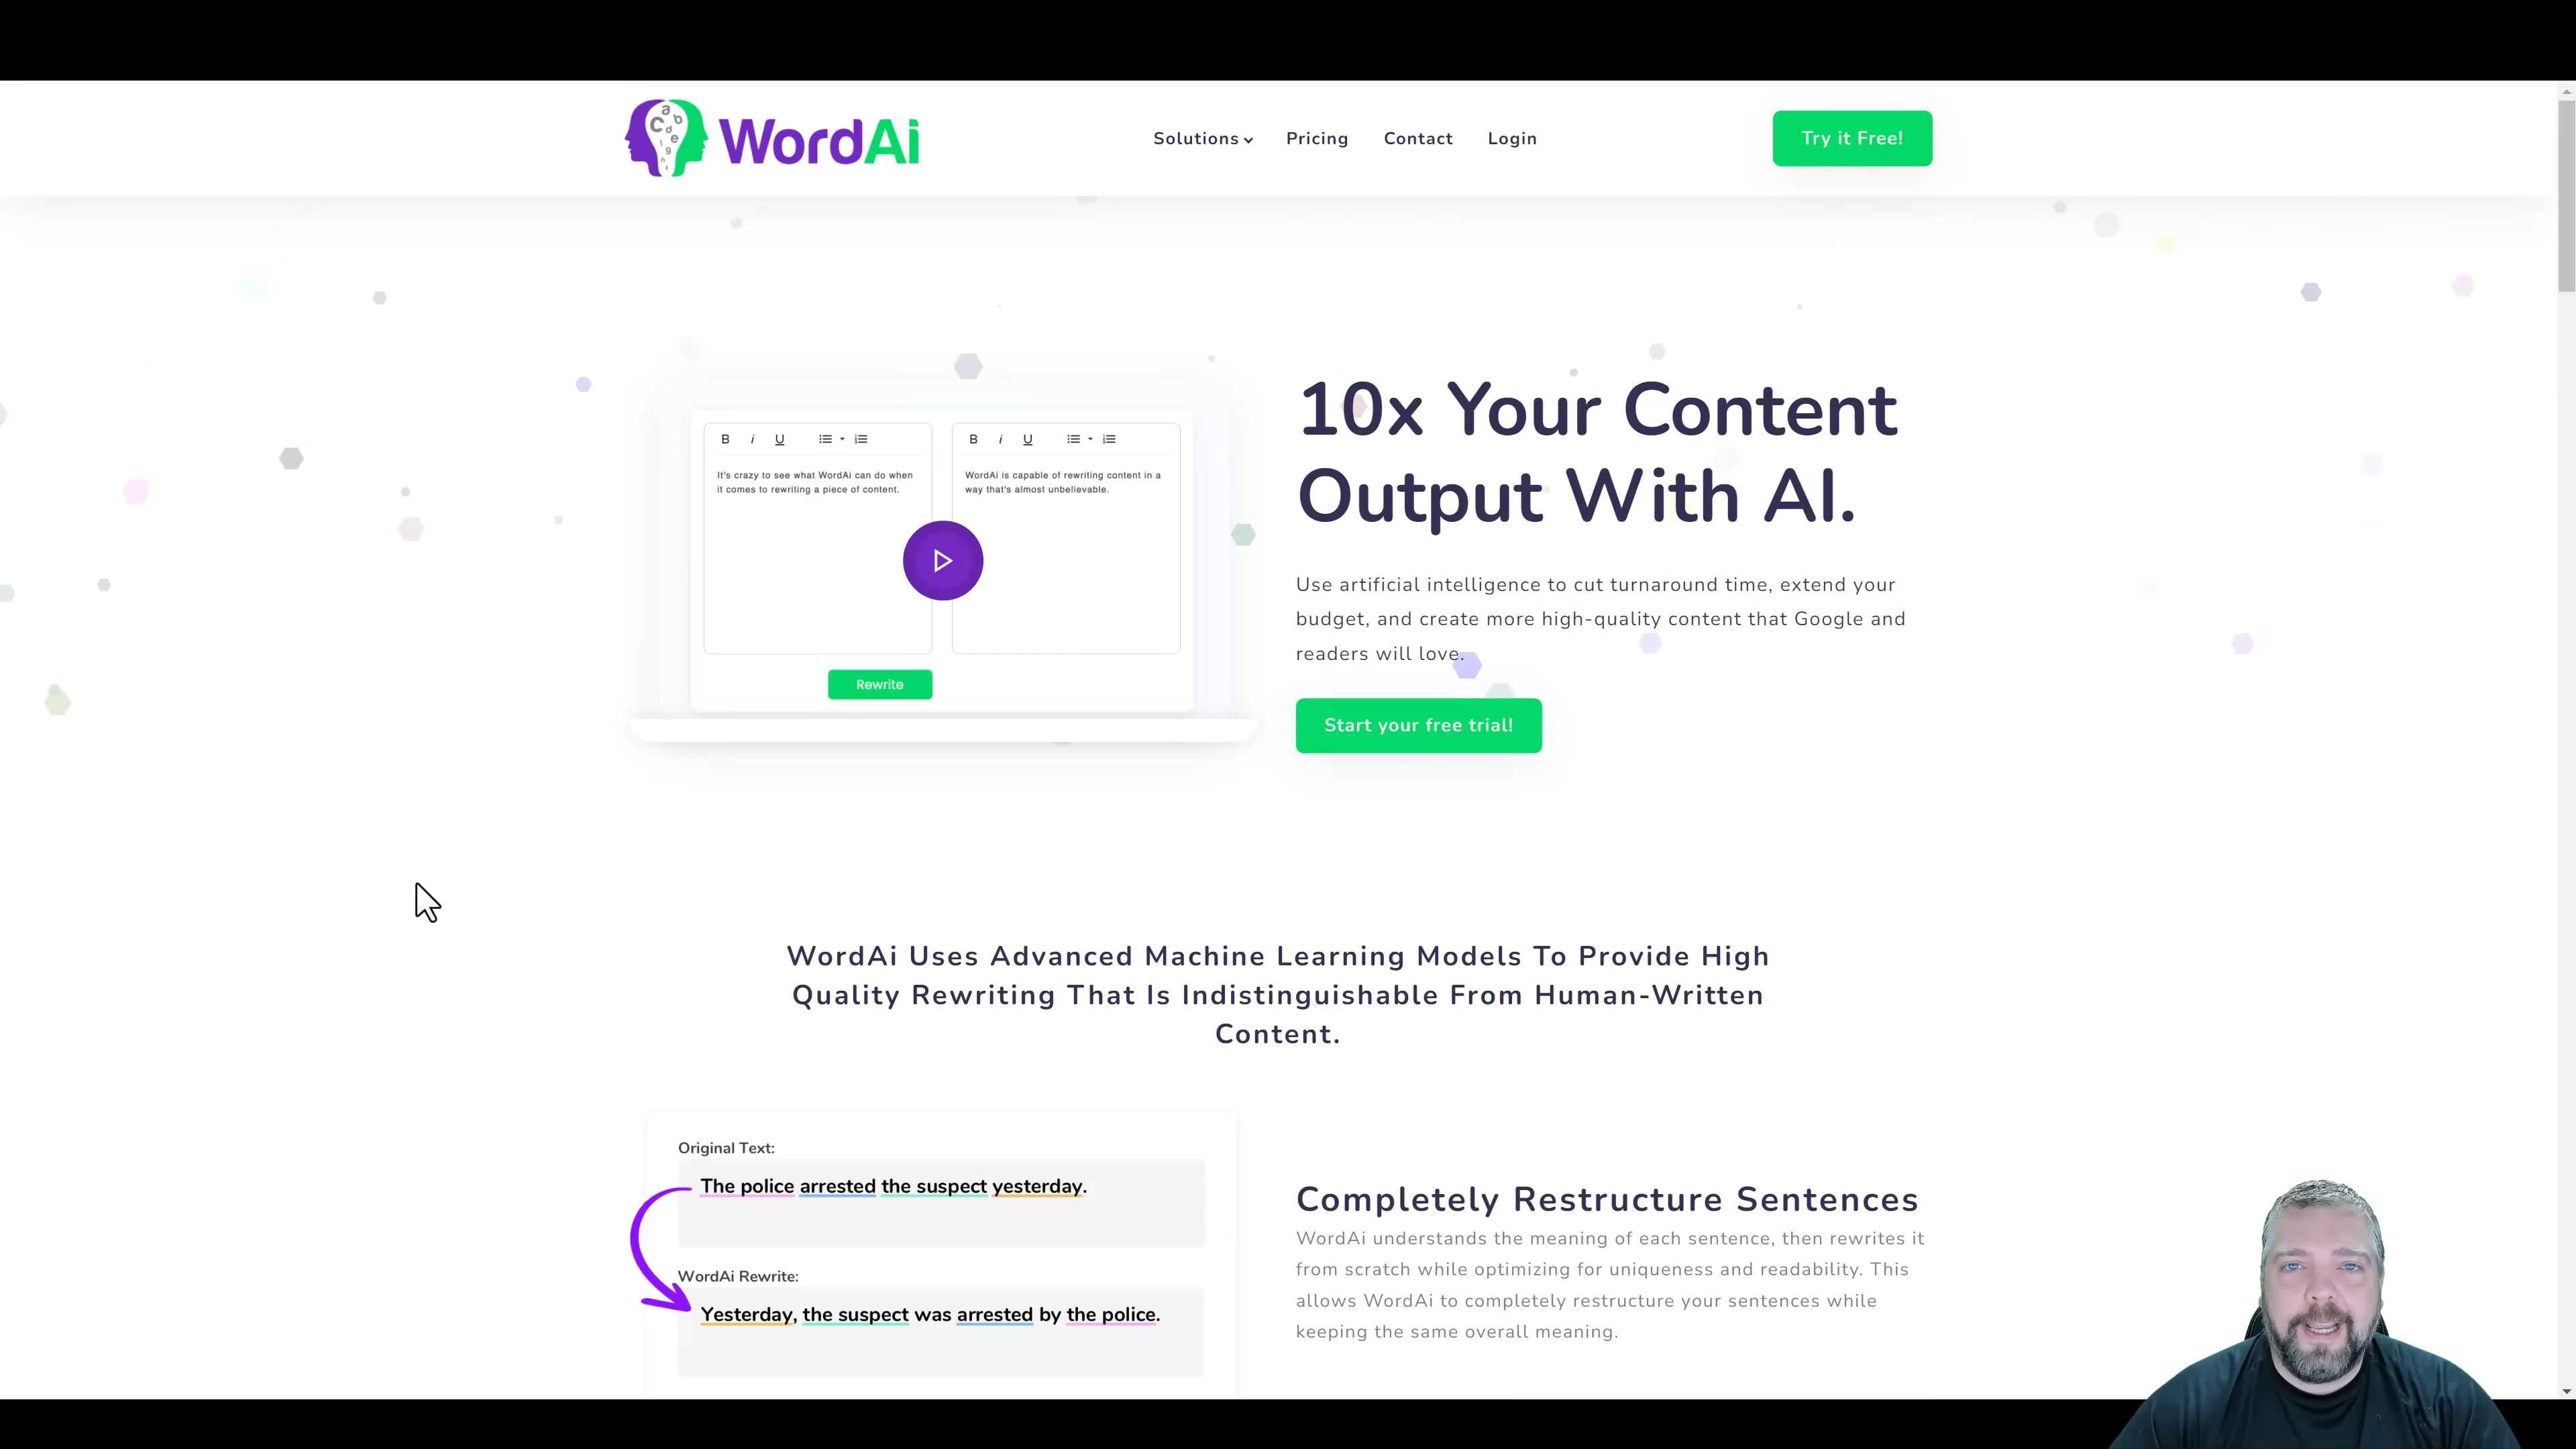 WordAi
Solutions
Pricing
Contact
Login
Try it Free!
B i U
It's crazy to see what WordAi can do when
it comes to rewriting a piece of content.
B i U
WordAi is capable of rewriting content in a
way that's almost unbelievable.
Rewrite
10x Your Content
Output With AI.
Use artificial intelligence to cut turnaround time, extend your
budget, and create more high-quality content that Google and
readers will love.
Start your free trial!
WordAi Uses Advanced Machine Learning Models To Provide High
Quality Rewriting That Is Indistinguishable From Human-Written
Content.
Original Text:
The police arrested the suspect yesterday.
WordAi Rewrite:
Yesterday, the suspect was arrested by the police.
Completely Restructure Sentences
WordAi understands the meaning of each sentence, then rewrites it
from scratch while optimizing for uniqueness and readability. This
allows WordAi to completely restructure your sentences while
keeping the same overall meaning.